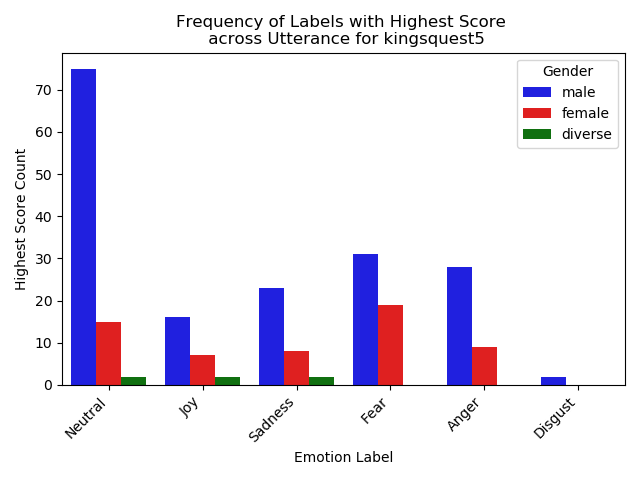 Frequency of Labels with Highest Score
across Utterance for kingsquest5
Gender
male
female
diverse
Highest Score Count
70
60
50
40
30
20
10
0
Neutral
Joy
Sadness
Fear
Anger
Disgust
Emotion Label